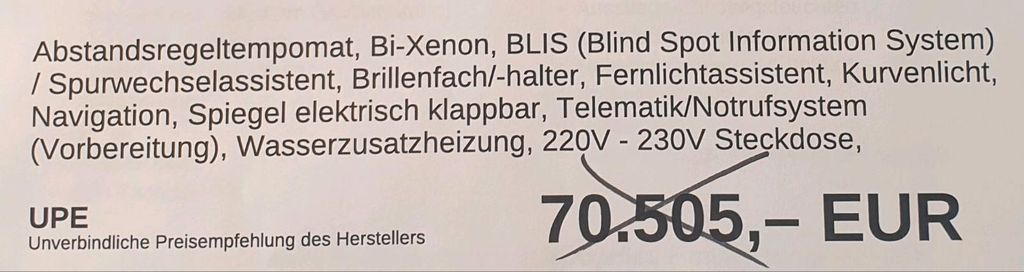 Abstandsregeltempomat, Bi-Xenon, BLIS (Blind Spot Information System)
/ Spurwechselassistent, Brillenfach/-halter, Fernlichtassistent, Kurvenlicht,
Navigation, Spiegel elektrisch klappbar, Telematik/Notrufsystem
(Vorbereitung), Wasserzusatzheizung, 220V - 230V Steckdose,
UPE
Unverbindliche Preisempfehlung des Herstellers
70.505,– EUR